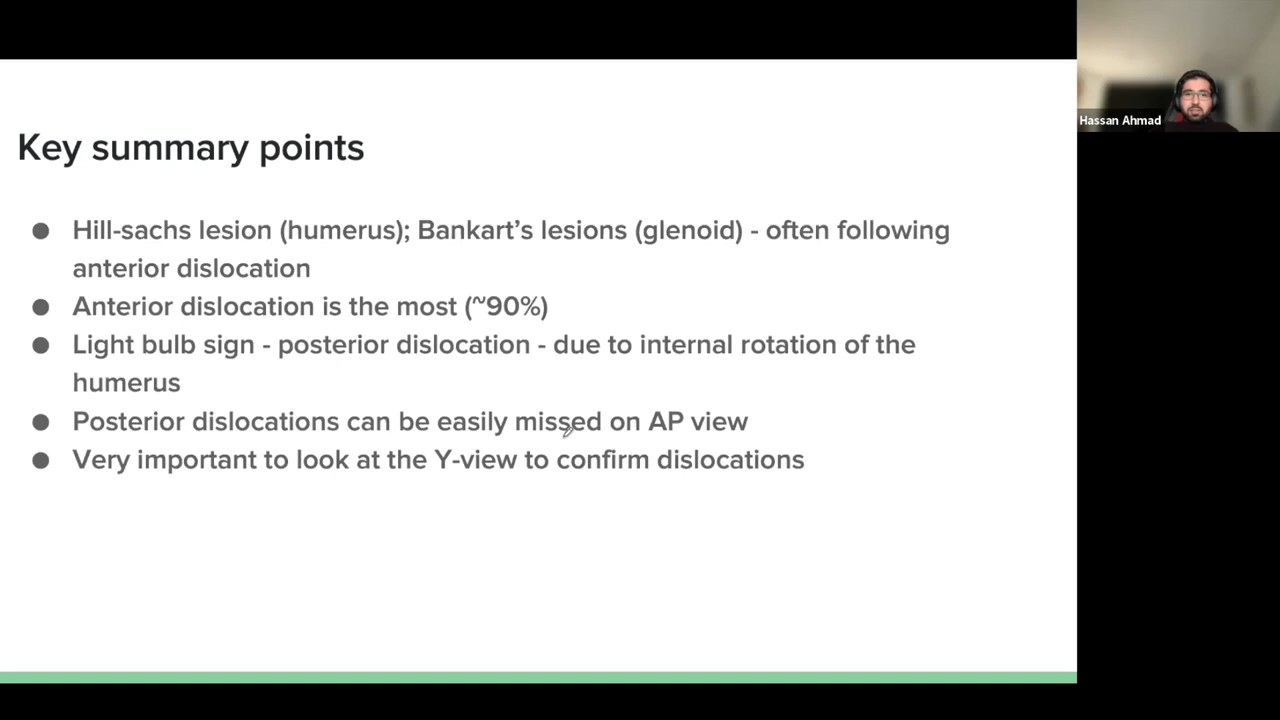 Key summary points
● Hill-sachs lesion (humerus); Bankart’s lesions (glenoid) - often following
anterior dislocation
● Anterior dislocation is the most (~90%)
● Light bulb sign - posterior dislocation - due to internal rotation of the
humerus
● Posterior dislocations can be easily missed on AP view
● Very important to look at the Y-view to confirm dislocations
Hassan Ahmad